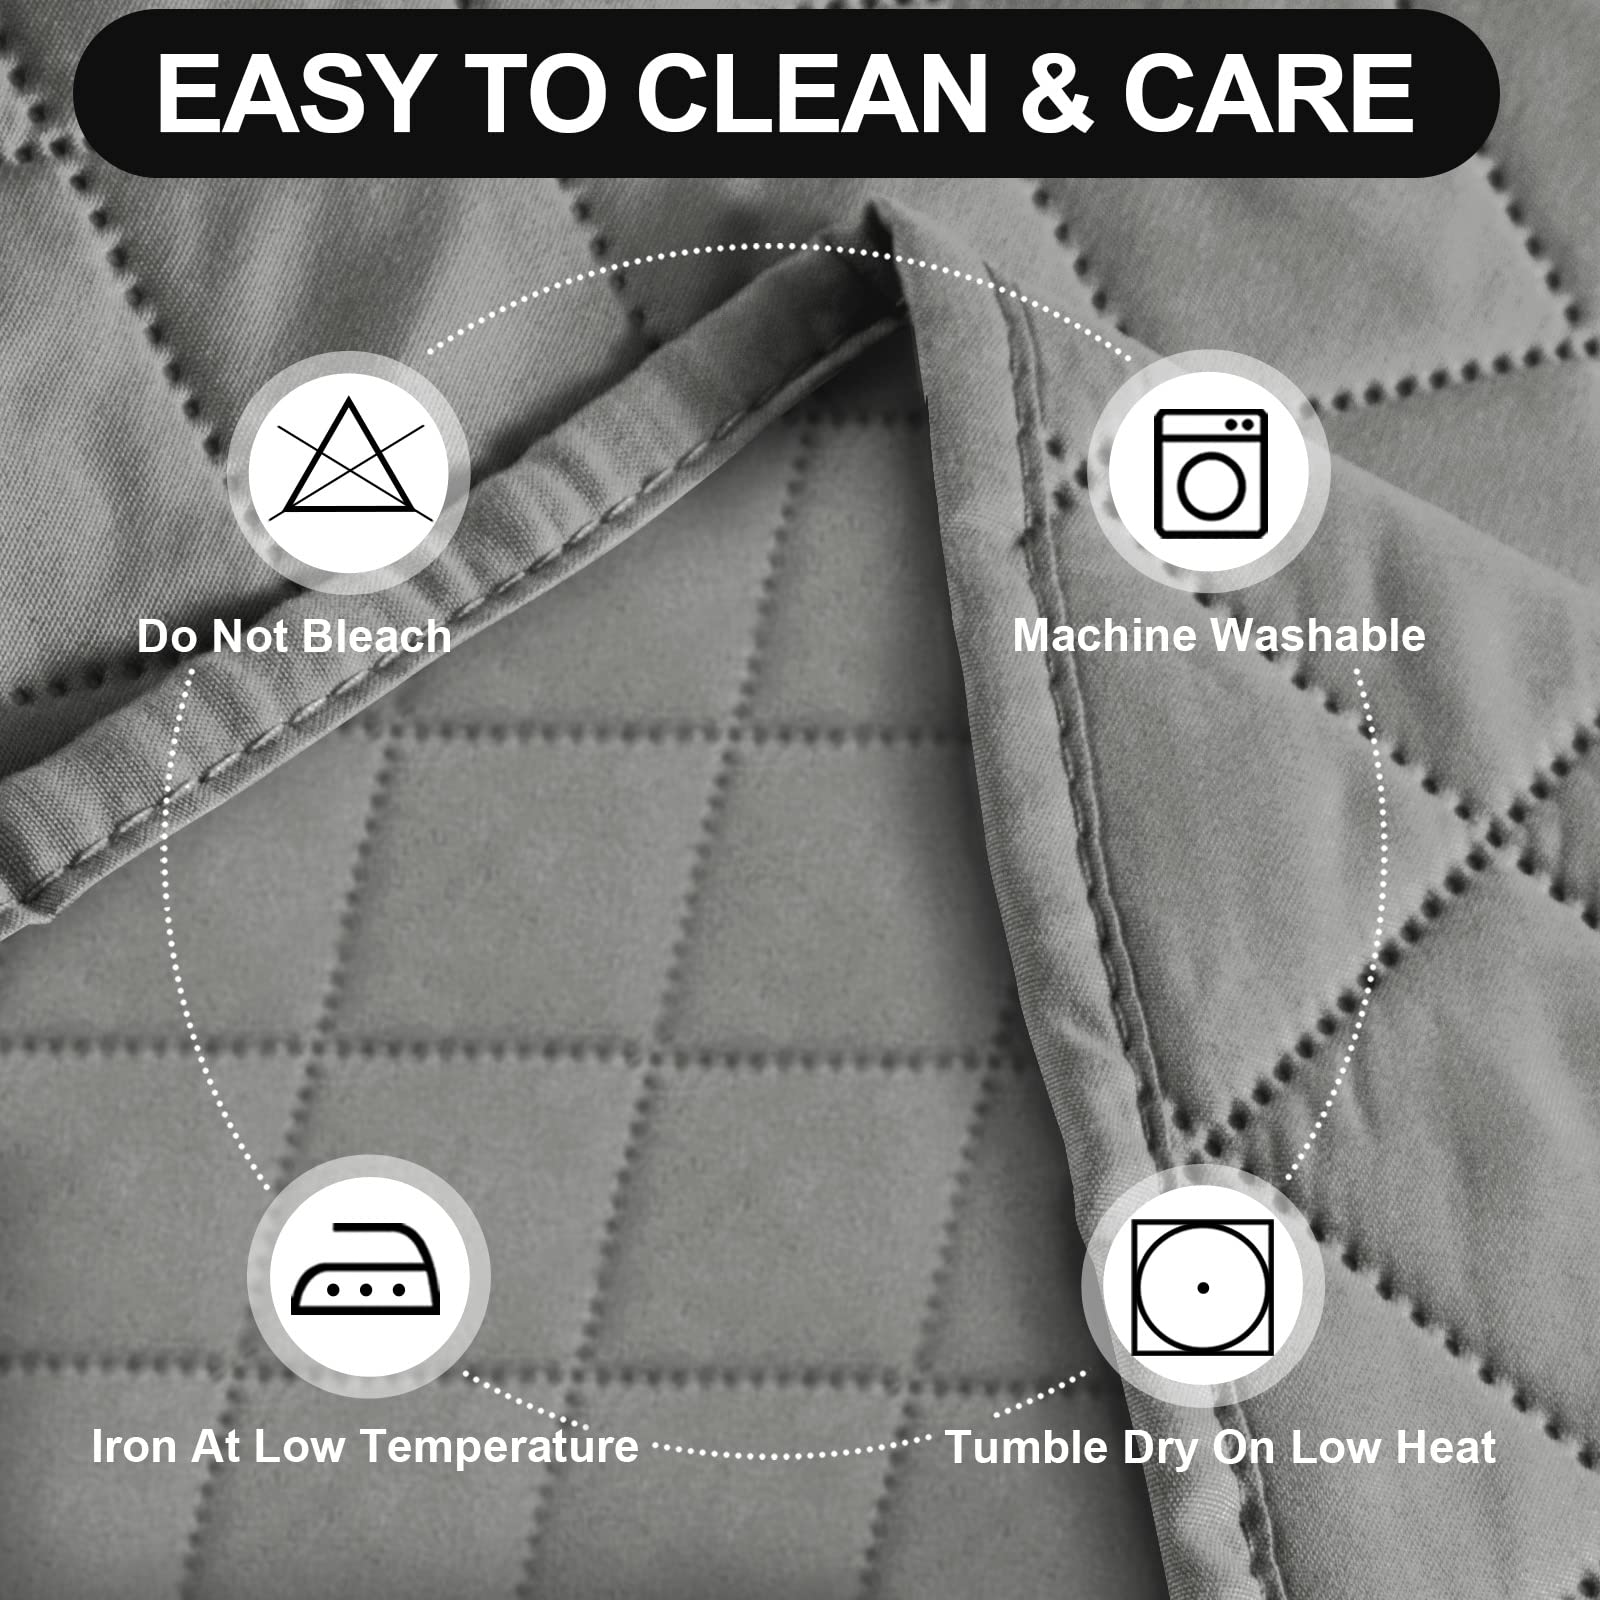 EASY TO CLEAN & CARE
Do Not Bleach
Machine Washable
Iron At Low Temperature
Tumble Dry On Low Heat